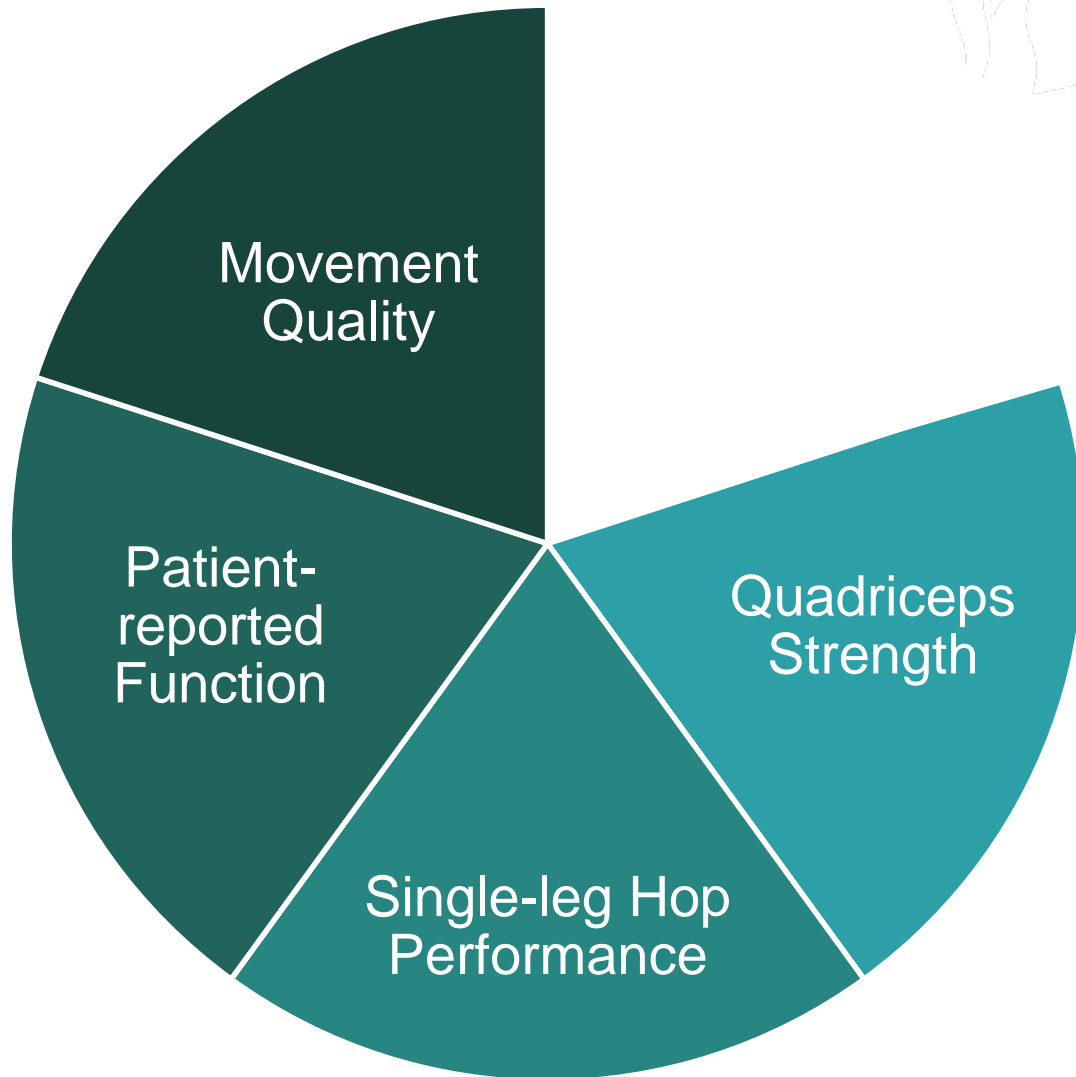 Movement
Quality
Patient-
reported
Function
Quadriceps
Strength
Single-leg Hop
Performance